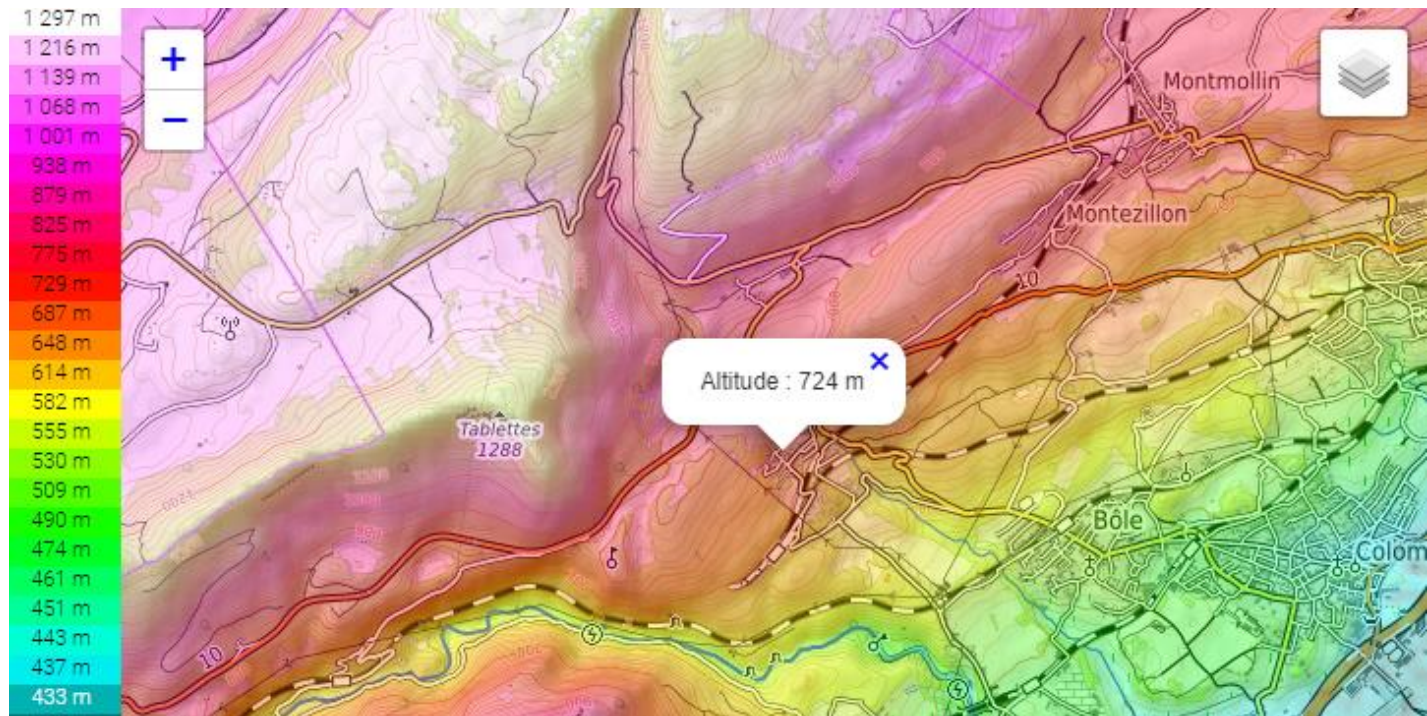 1 297 m
1 216 m
1 139 m
1 068 m
1 001 m
938 m
879 m
825 m
775 m
729 m
687 m
648 m
614 m
582 m
555 m
530 m
509 m
490 m
474 m
461 m
451 m
443 m
437 m
433 m
+
−
Montmollin
Montezillon
10
×
Altitude : 724 m
Tablettes
1288
Bôle
Colom
10